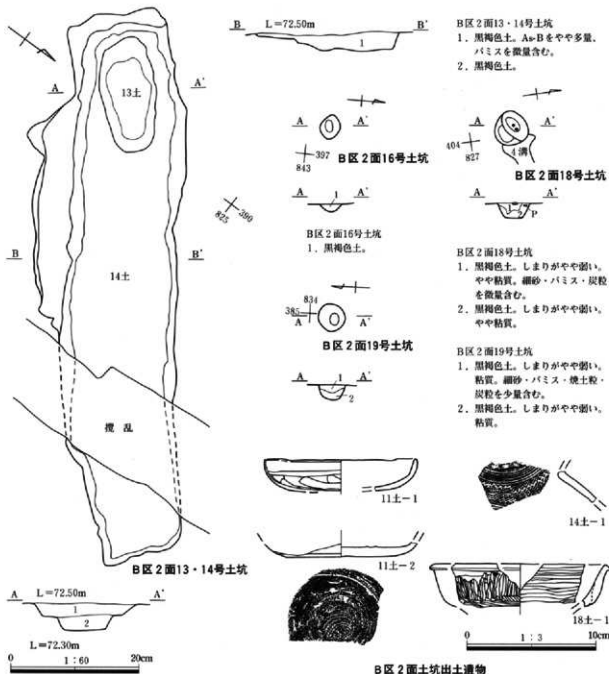 B L=72.50m B'
1
B区2面13・14号土坑
1．黒褐色土。As-Bをやや多量、
パミスを微量含む。
2．黒褐色土。
13土
A A'
A A'
397
843
B区2面16号土坑
A A'
404
827
4溝
B区2面18号土坑
A 1 A'
A A'
2 P
825 390
B区2面16号土坑
1．黒褐色土。
B B'
14土
834
385
A A'
B区2面19号土坑
A 1 A'
2
B区2面18号土坑
1．黒褐色土。しまりがやや弱い。
やや粘質。細砂・パミス・炭粒
を微量含む。
2．黒褐色土。しまりがやや弱い。
やや粘質。
B区2面19号土坑
1．黒褐色土。しまりがやや弱い。
粘質。細砂・パミス・焼土粒・
炭粒を少量含む。
2．黒褐色土。しまりがやや弱い。
粘質。
攪乱
11土-1
14土-1
B区2面13・14号土坑
11土-2
A L=72.50m A'
1
2
L=72.30m
0 1:60 20cm
18土-1
0 1:3 10cm
B区2面土坑出土遺物